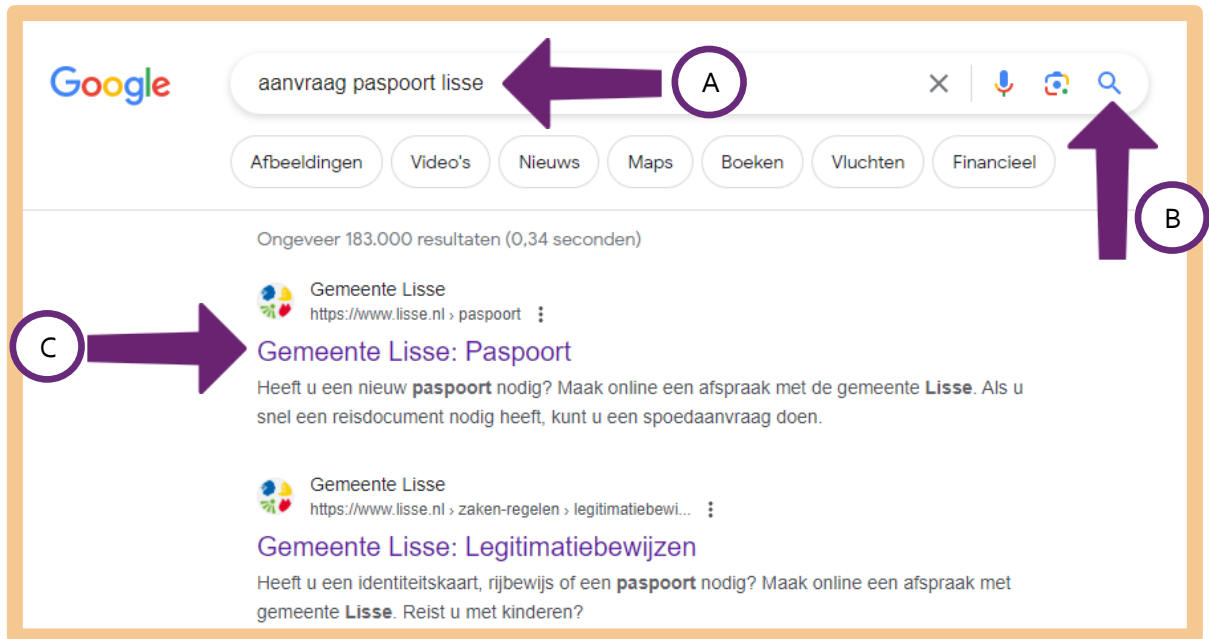 Google
aanvraag paspoort lisse
A
Afbeeldingen Video's Nieuws Maps Boeken Vluchten Financieel
B
Ongeveer 183.000 resultaten (0,34 seconden)
Gemeente Lisse
https://www.lisse.nl › paspoort
C
Gemeente Lisse: Paspoort
Heeft u een nieuw paspoort nodig? Maak online een afspraak met de gemeente Lisse. Als u
snel een reisdocument nodig heeft, kunt u een spoedaanvraag doen.
Gemeente Lisse
https://www.lisse.nl › zaken-regelen › legitimatiebewi...
Gemeente Lisse: Legitimatiebewijzen
Heeft u een identiteitskaart, rijbewijs of een paspoort nodig? Maak online een afspraak met
gemeente Lisse. Reist u met kinderen?